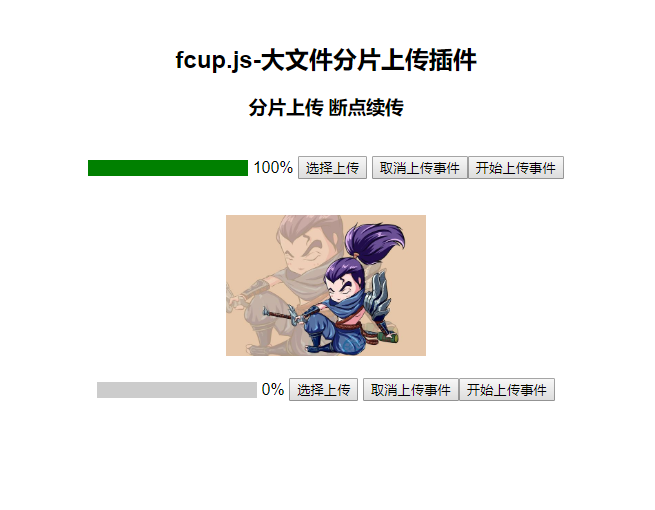 fcup.js-大文件分片上传插件
分片上传 断点续传
100% 选择上传 取消上传事件 开始上传事件
0% 选择上传 取消上传事件 开始上传事件